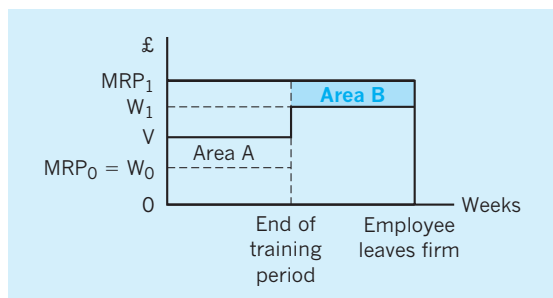 £
MRP₁
W₁
V
MRP₀ = W₀
0
Area A
Area B
Weeks
End of
training
period
Employee
leaves firm